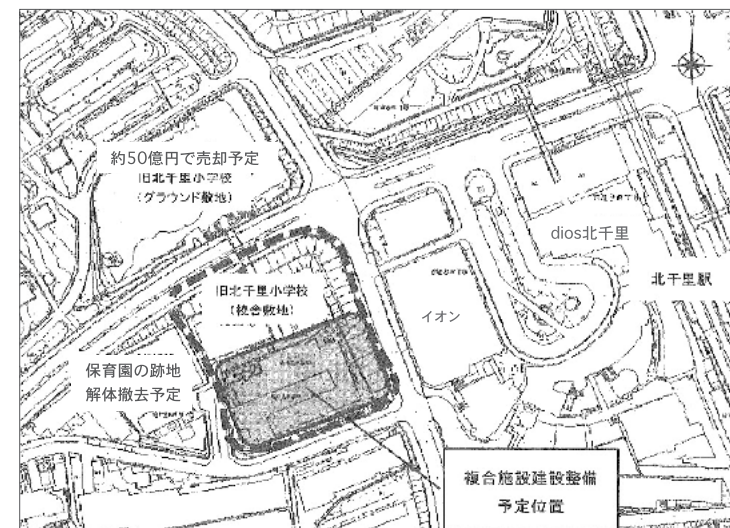 約50億円で売却予定
旧北千里小学校
(グラウンド敷地)
dios北千里
北千里駅
旧北千里小学校
(校舎敷地)
イオン
保育園の跡地
解体撤去予定
複合施設建設整備
予定位置